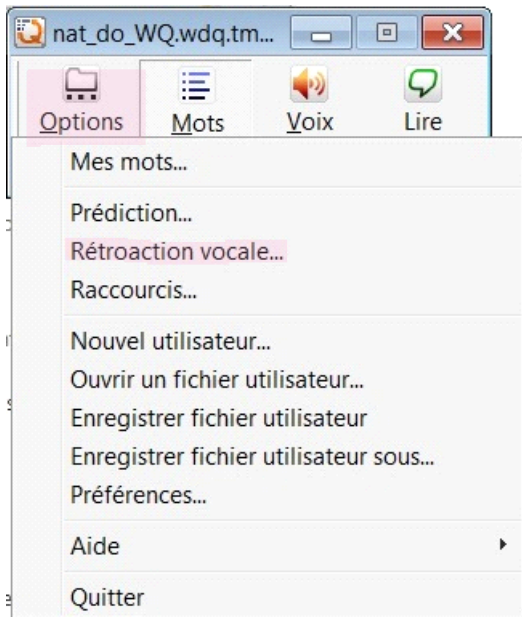 nat_do_WQ.wdq.tm...
Options Mots Voix Lire
Mes mots...
Prédiction...
Rétroaction vocale...
Raccourcis...
Nouvel utilisateur...
Ouvrir un fichier utilisateur...
Enregistrer fichier utilisateur
Enregistrer fichier utilisateur sous...
Préférences...
Aide
Quitter